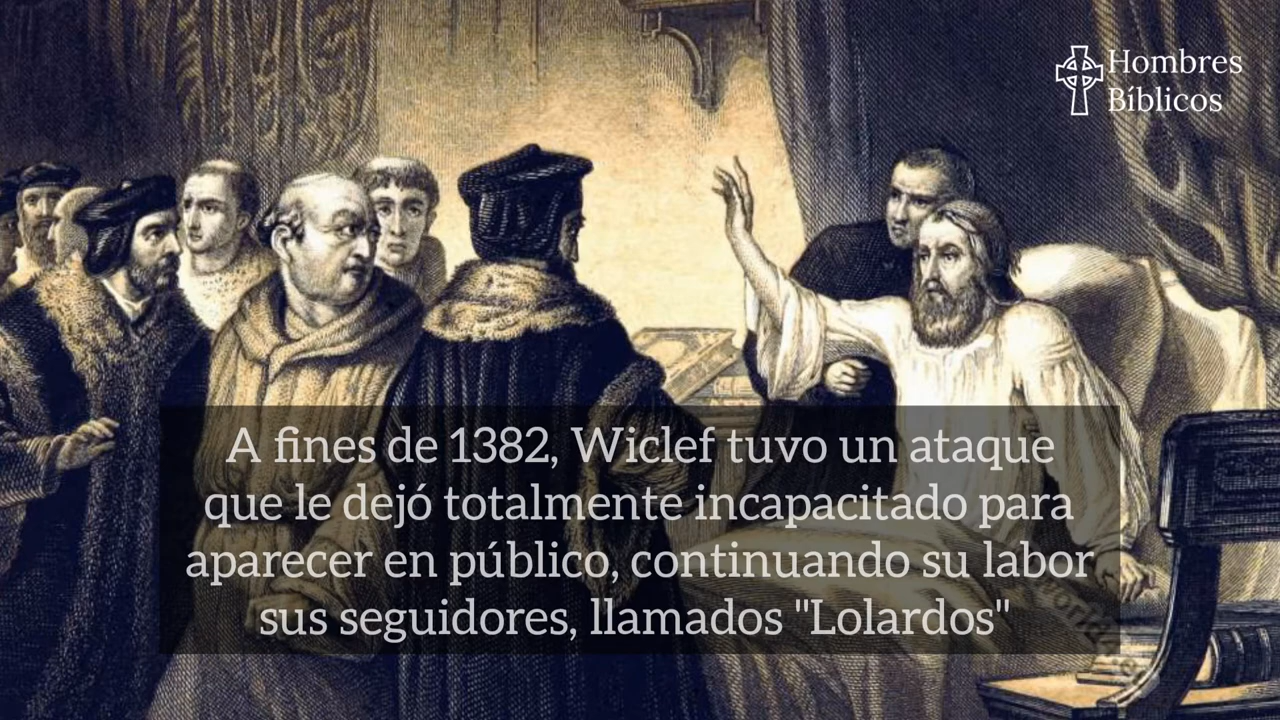 Hombres
Bíblicos
A fines de 1382, Wiclef tuvo un ataque
que le dejó totalmente incapacitado para
aparecer en público, continuando su labor
sus seguidores, llamados "Lolardos"